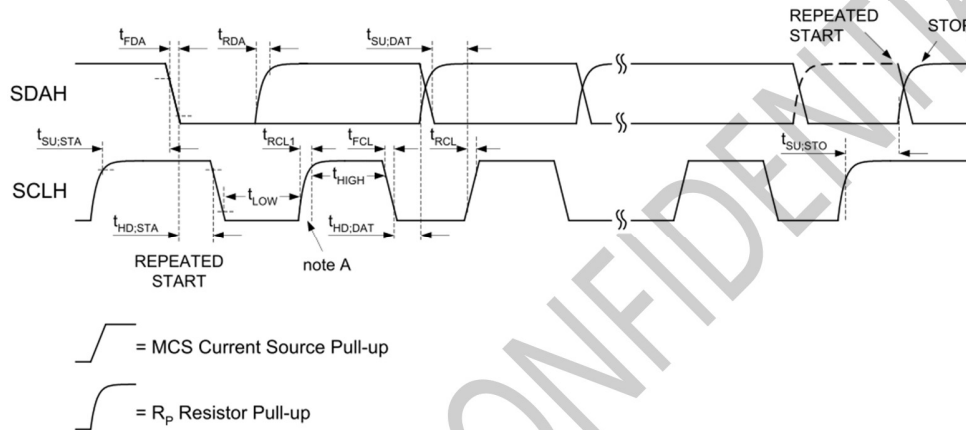 REPEATED
START
STOP
tFDA
tRDA
tSU;DAT
SDAH
tSU;STA
tRCL1
tFCL
tRCL
tSU;STO
SCLH
tLOW
tHIGH
tHD;STA
tHD;DAT
REPEATED
START
note A
= MCS Current Source Pull-up
= RP Resistor Pull-up